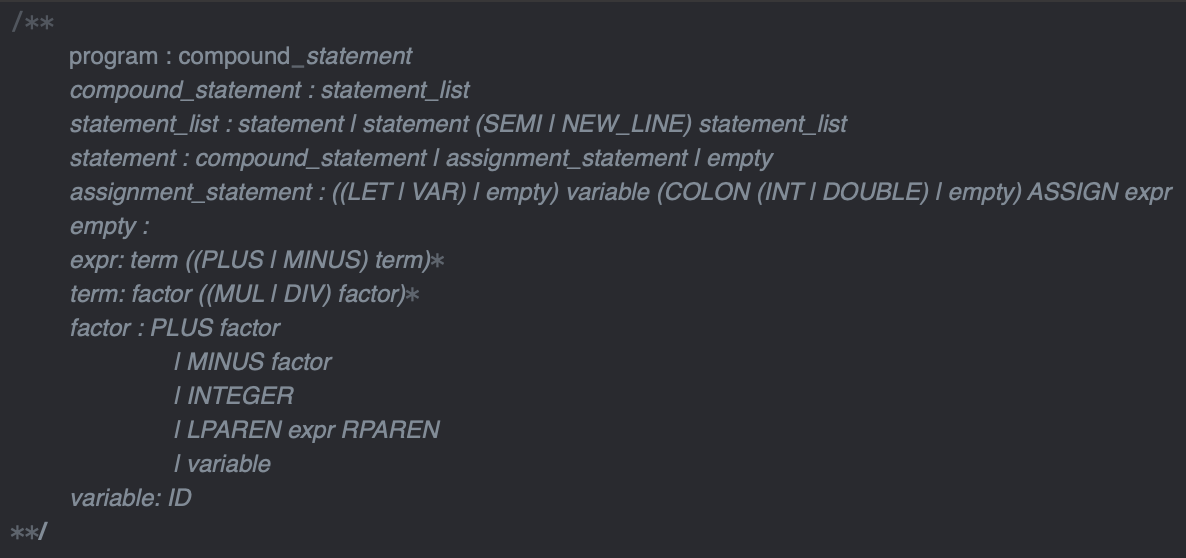 /**
program : compound_statement
compound_statement : statement_list
statement_list : statement | statement (SEMI | NEW_LINE) statement_list
statement : compound_statement | assignment_statement | empty
assignment_statement : ((LET | VAR) | empty) variable (COLON (INT | DOUBLE) | empty) ASSIGN expr
empty :
expr: term ((PLUS | MINUS) term)*
term: factor ((MUL | DIV) factor)*
factor : PLUS factor
| MINUS factor
| INTEGER
| LPAREN expr RPAREN
| variable
variable: ID
**/